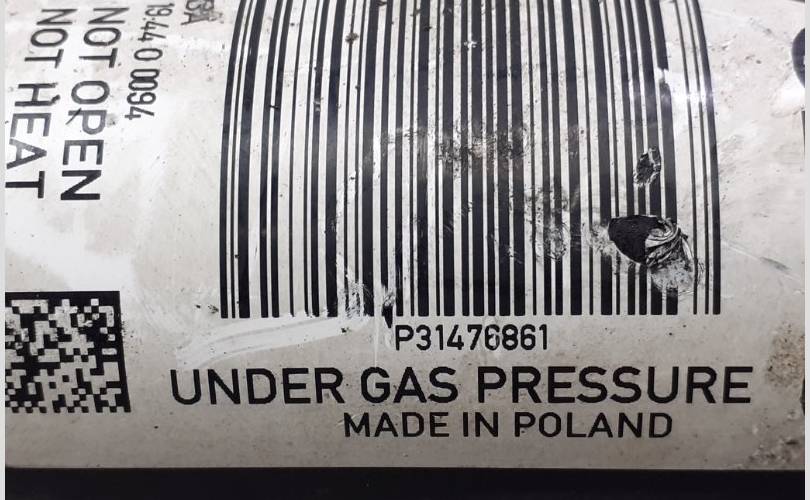 19.44 0 0094
NOT OPEN
NOT HEAT
P31476861
UNDER GAS PRESSURE
MADE IN POLAND